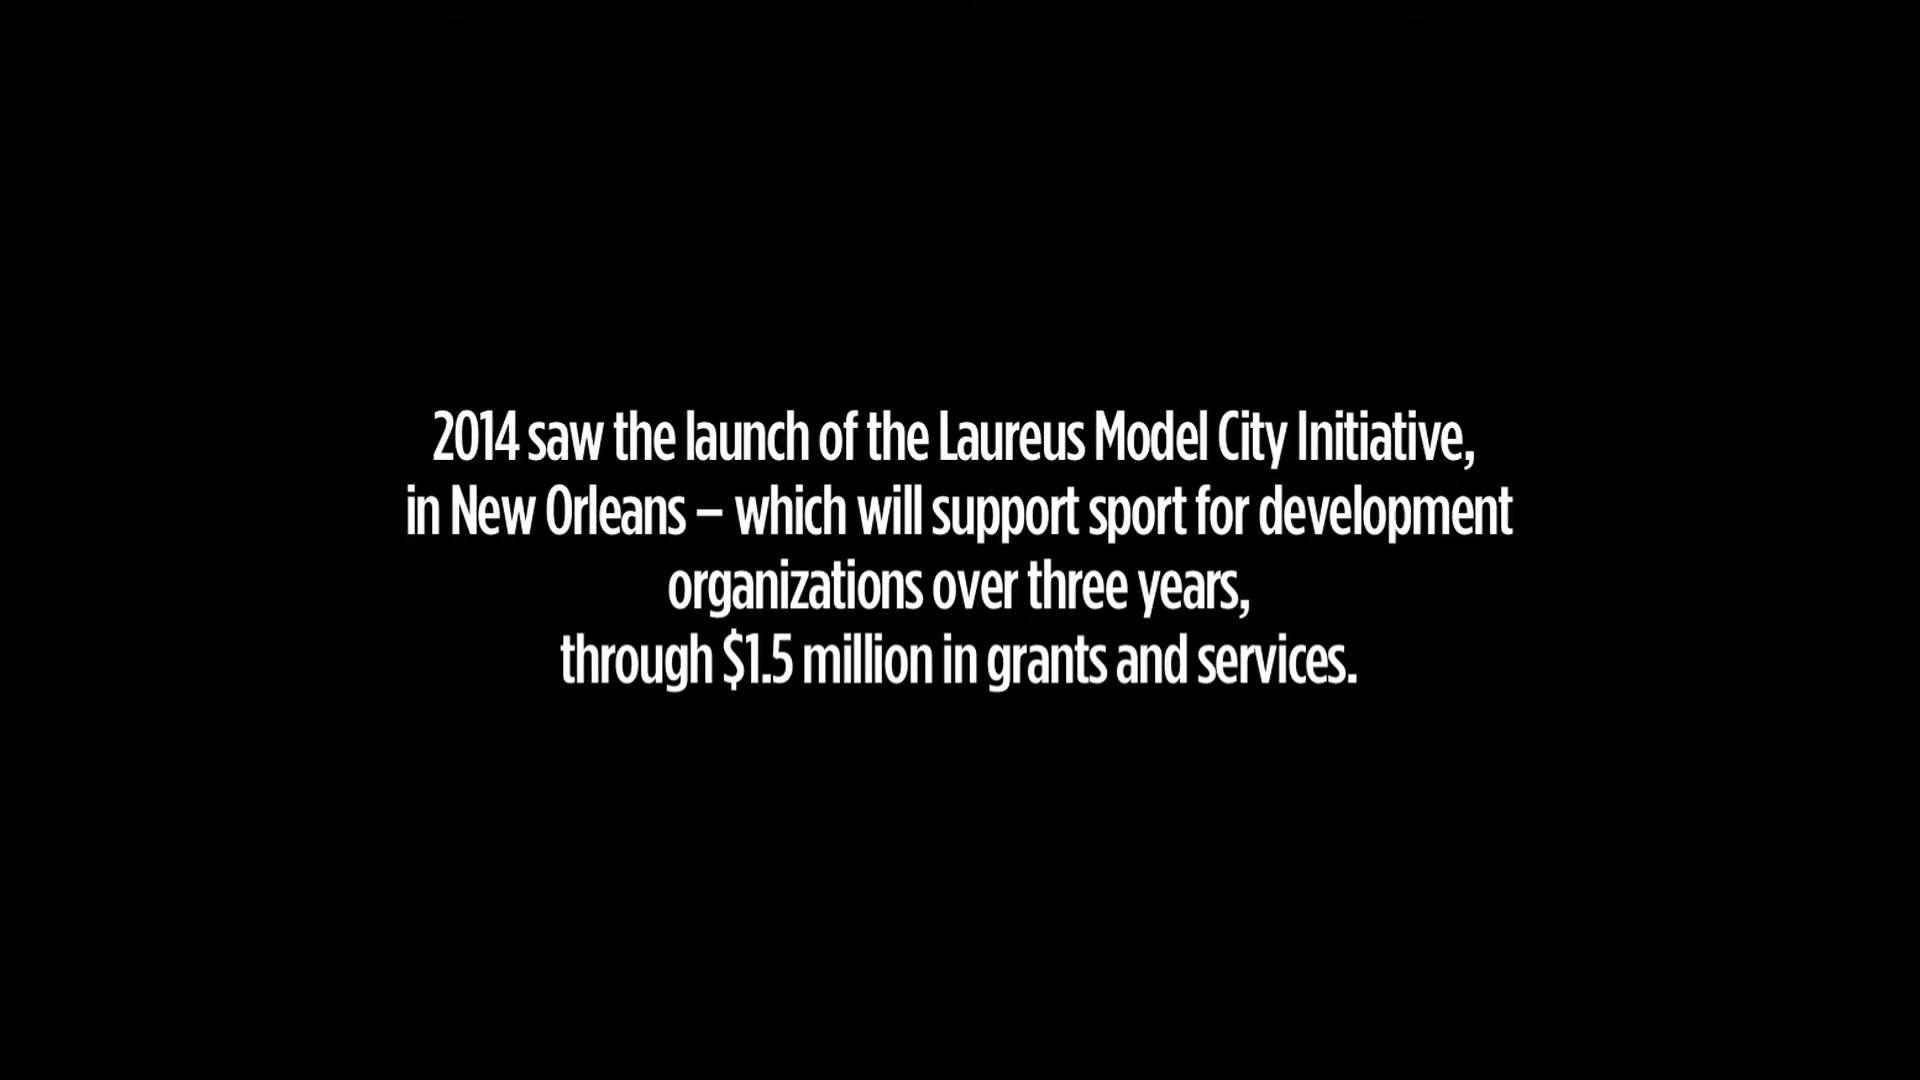 2014 saw the launch of the Laureus Model City Initiative,
in New Orleans – which will support sport for development
organizations over three years,
through $1.5 million in grants and services.